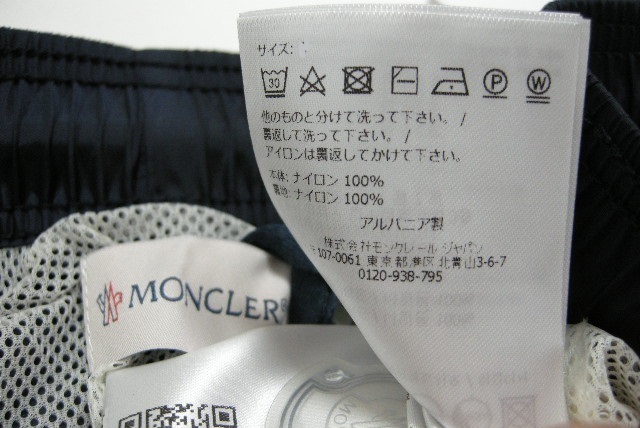 サイズ:
30
P
W
他のものと分けて洗って下さい。/
裏返して洗って下さい。/
アイロンは裏返してかけて下さい。
本体: ナイロン 100%
裏地: ナイロン 100%
アルバニア製
株式会社モンクレール ジャパン
〒107-0061 東京都港区北青山3-6-7
0120-938-795
MONCLER
MONCLER